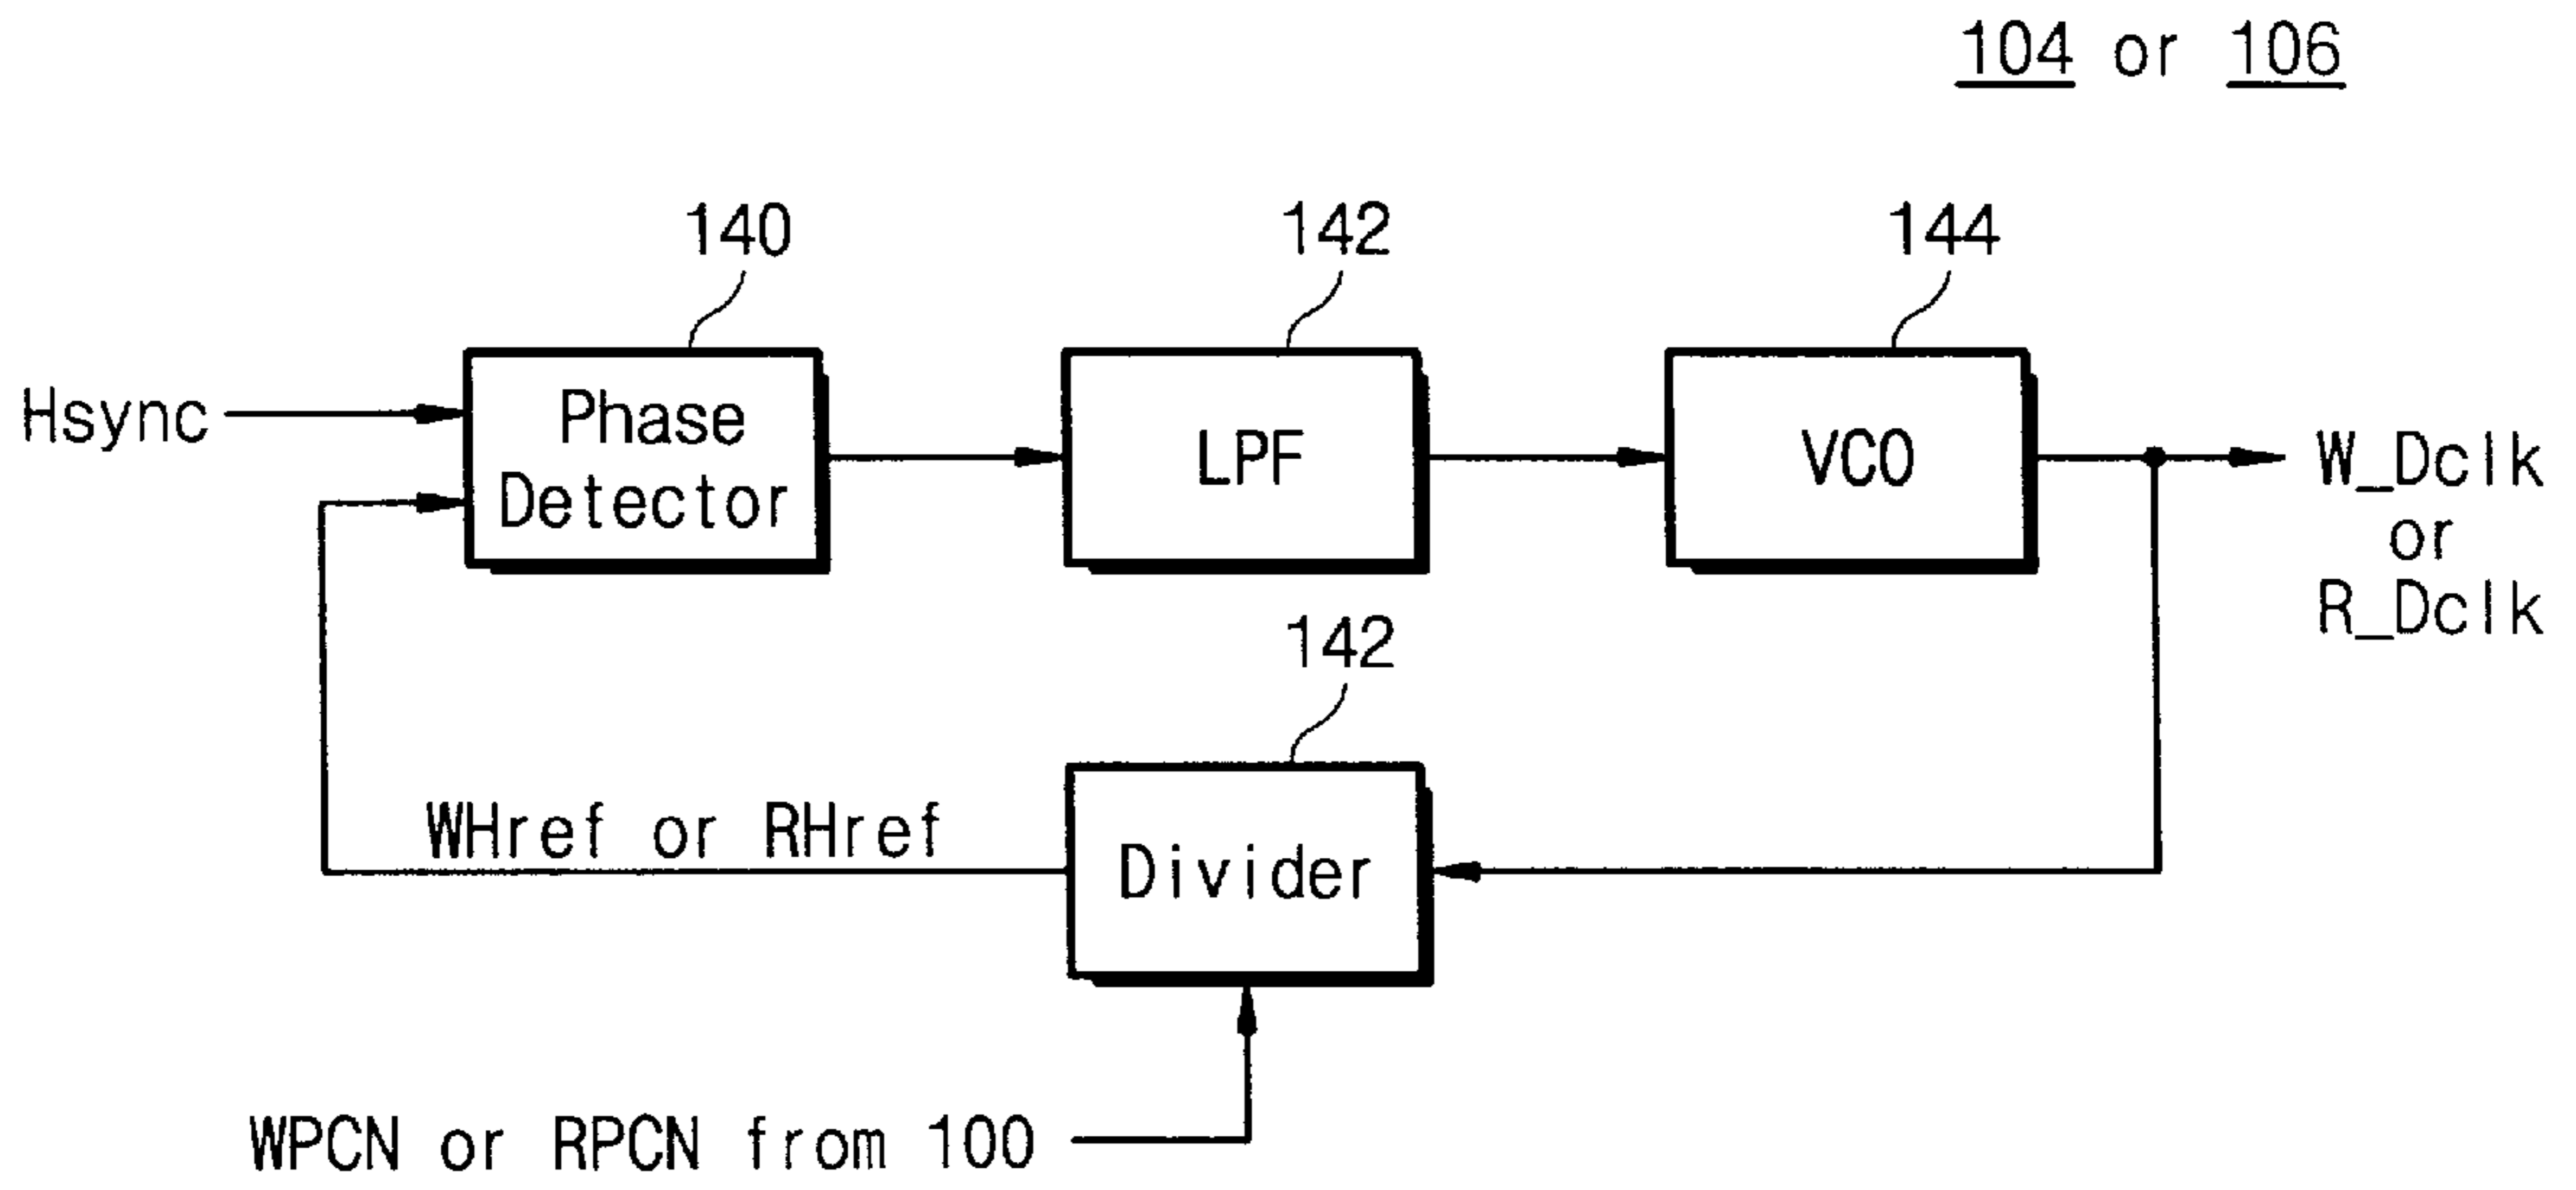 104 or 106
140
142
144
Hsync
Phase
Detector
LPF
VCO
W_Dclk
or
R_Dclk
142
WHref or RHref
Divider
WPCN or RPCN from 100